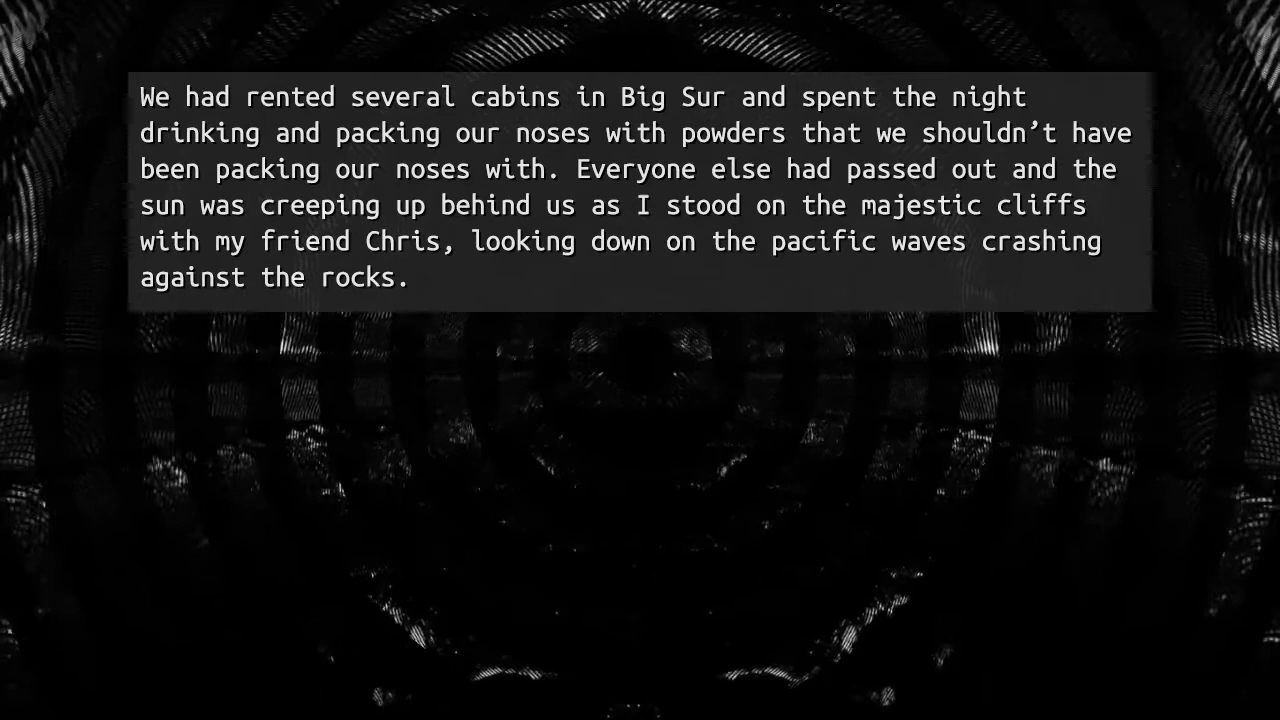 We had rented several cabins in Big Sur and spent the night
drinking and packing our noses with powders that we shouldn’t have
been packing our noses with. Everyone else had passed out and the
sun was creeping up behind us as I stood on the majestic cliffs
with my friend Chris, looking down on the pacific waves crashing
against the rocks.